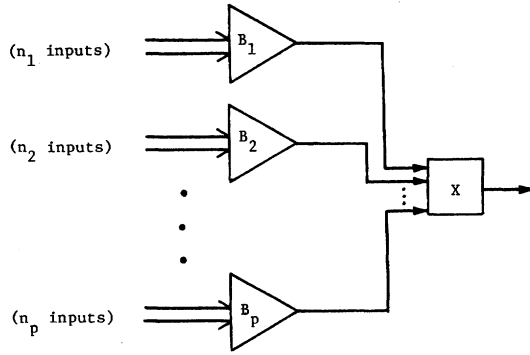 (n₁ inputs)
B₁
(n₂ inputs)
B₂
X
(nₚ inputs)
Bₚ